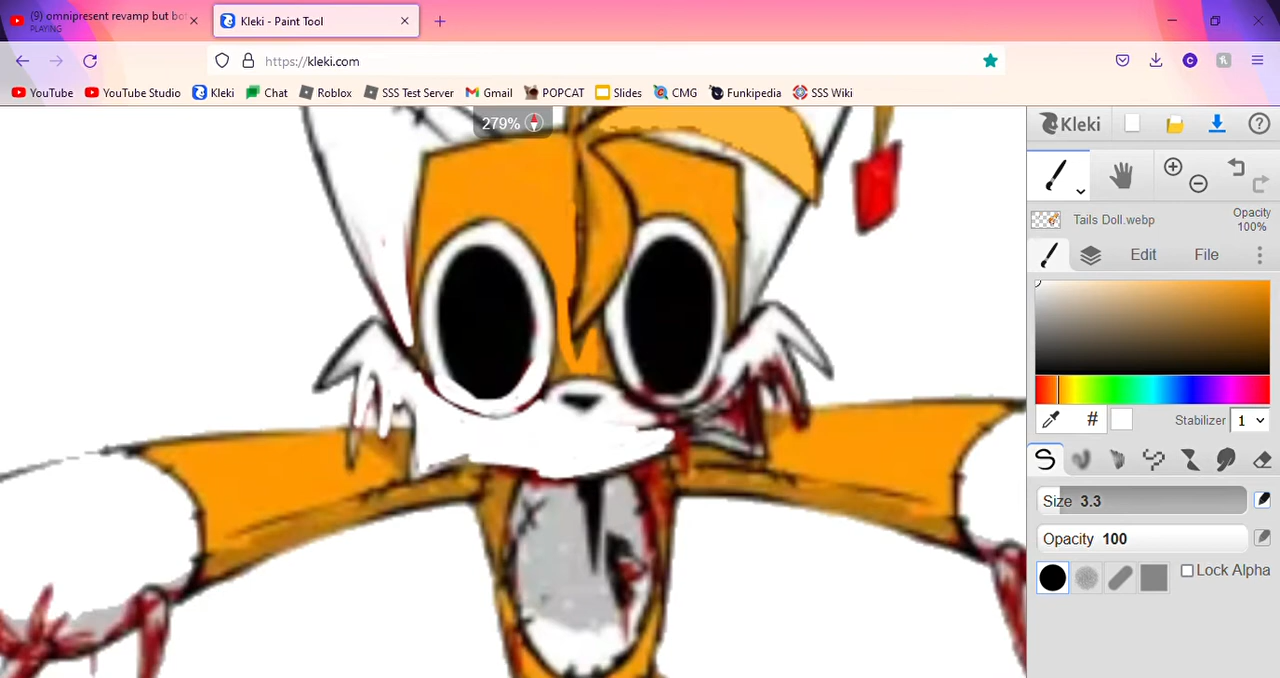 (9) omnipresent revamp but bot
PLAYING
Kleki - Paint Tool
https://kleki.com
YouTube YouTube Studio Kleki Chat Roblox SSS Test Server Gmail POPCAT Slides CMG Funkipedia SSS Wiki
279%
Kleki
Tails Doll.webp
Opacity
100%
Edit File
# Stabilizer 1
Size 3.3
Opacity 100
Lock Alpha